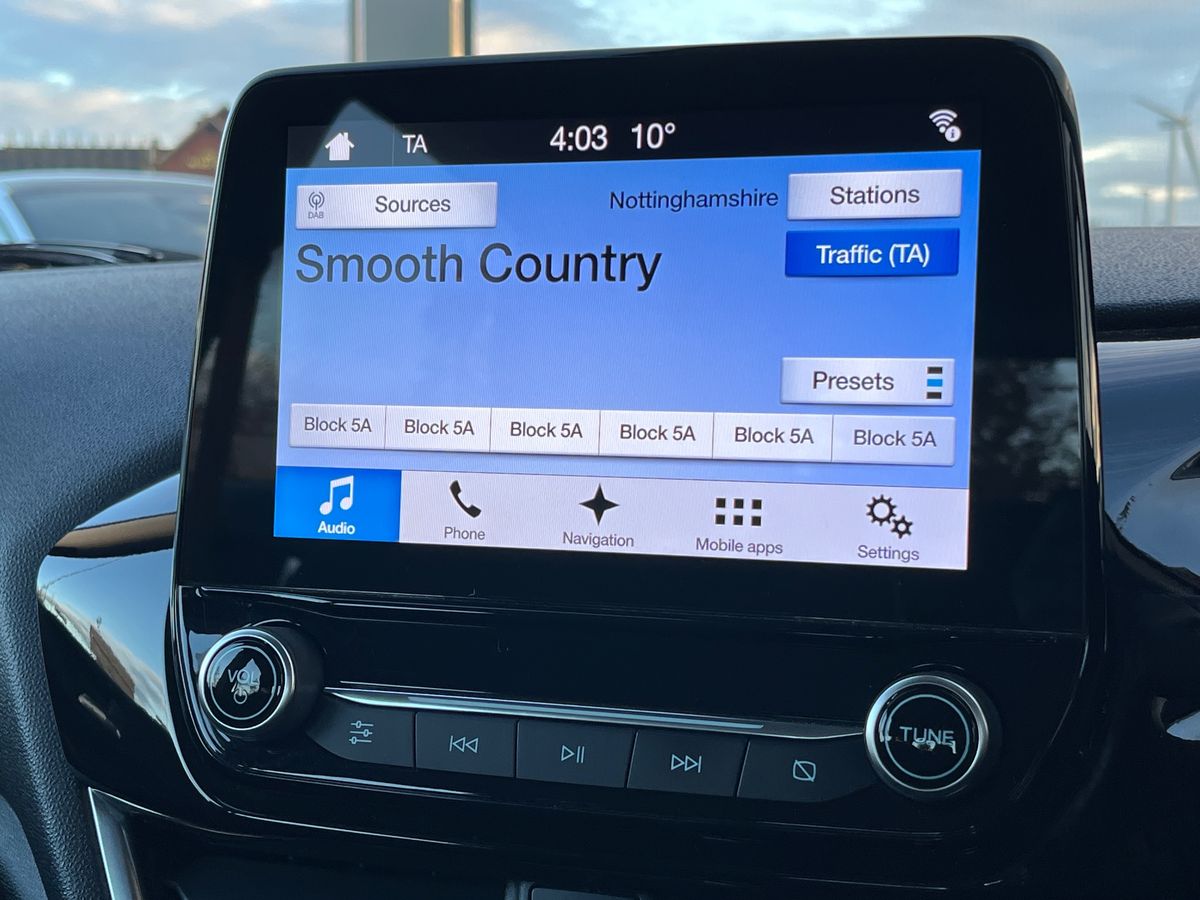 TA 4:03 10°
DAB Sources Nottinghamshire Stations
Smooth Country Traffic (TA)
Presets
Block 5A Block 5A Block 5A Block 5A Block 5A Block 5A
Audio Phone Navigation Mobile apps Settings
VOL
TUNE